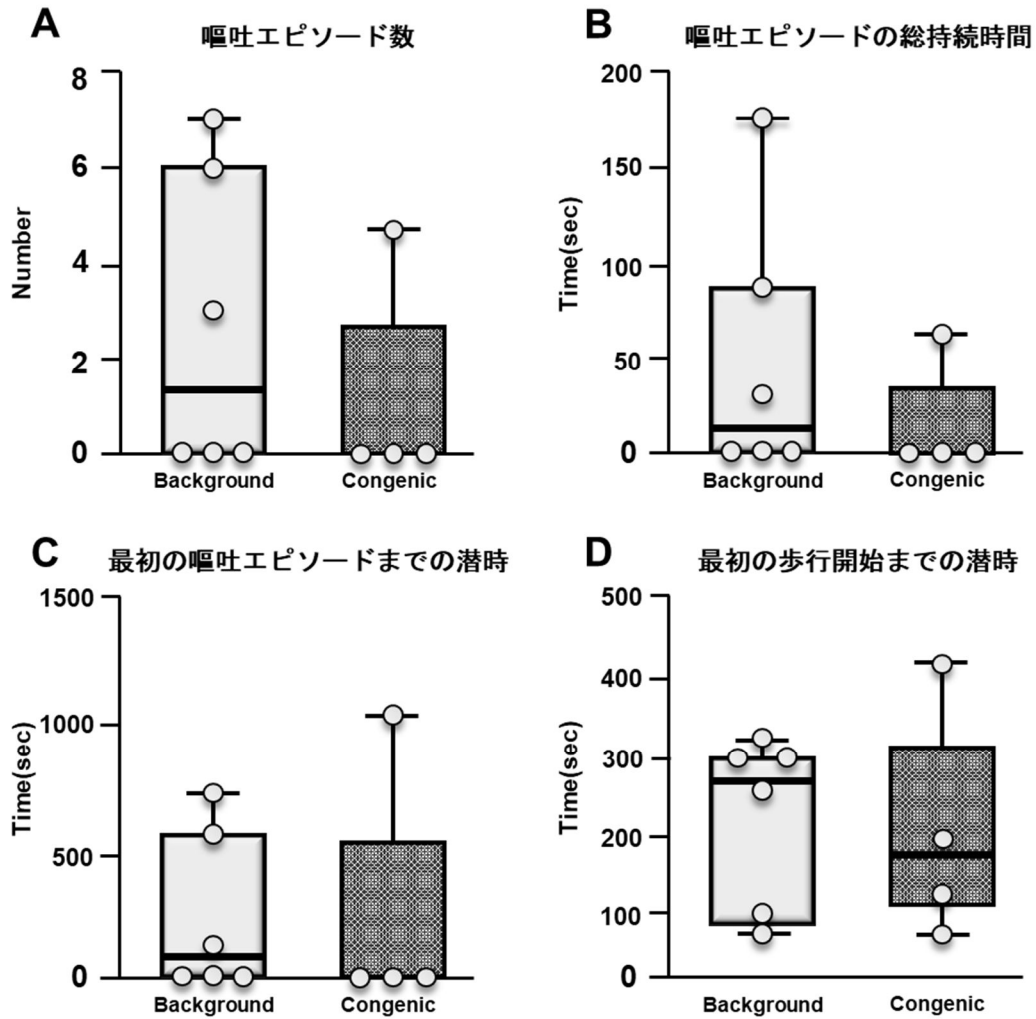 A
嘔吐エピソード数
8
6
4
2
0
Number
Background
Congenic
B
嘔吐エピソードの総持続時間
200
150
100
50
0
Time(sec)
Background
Congenic
C
最初の嘔吐エピソードまでの潜時
1500
1000
500
0
Time(sec)
Background
Congenic
D
最初の歩行開始までの潜時
500
400
300
200
100
0
Time(sec)
Background
Congenic